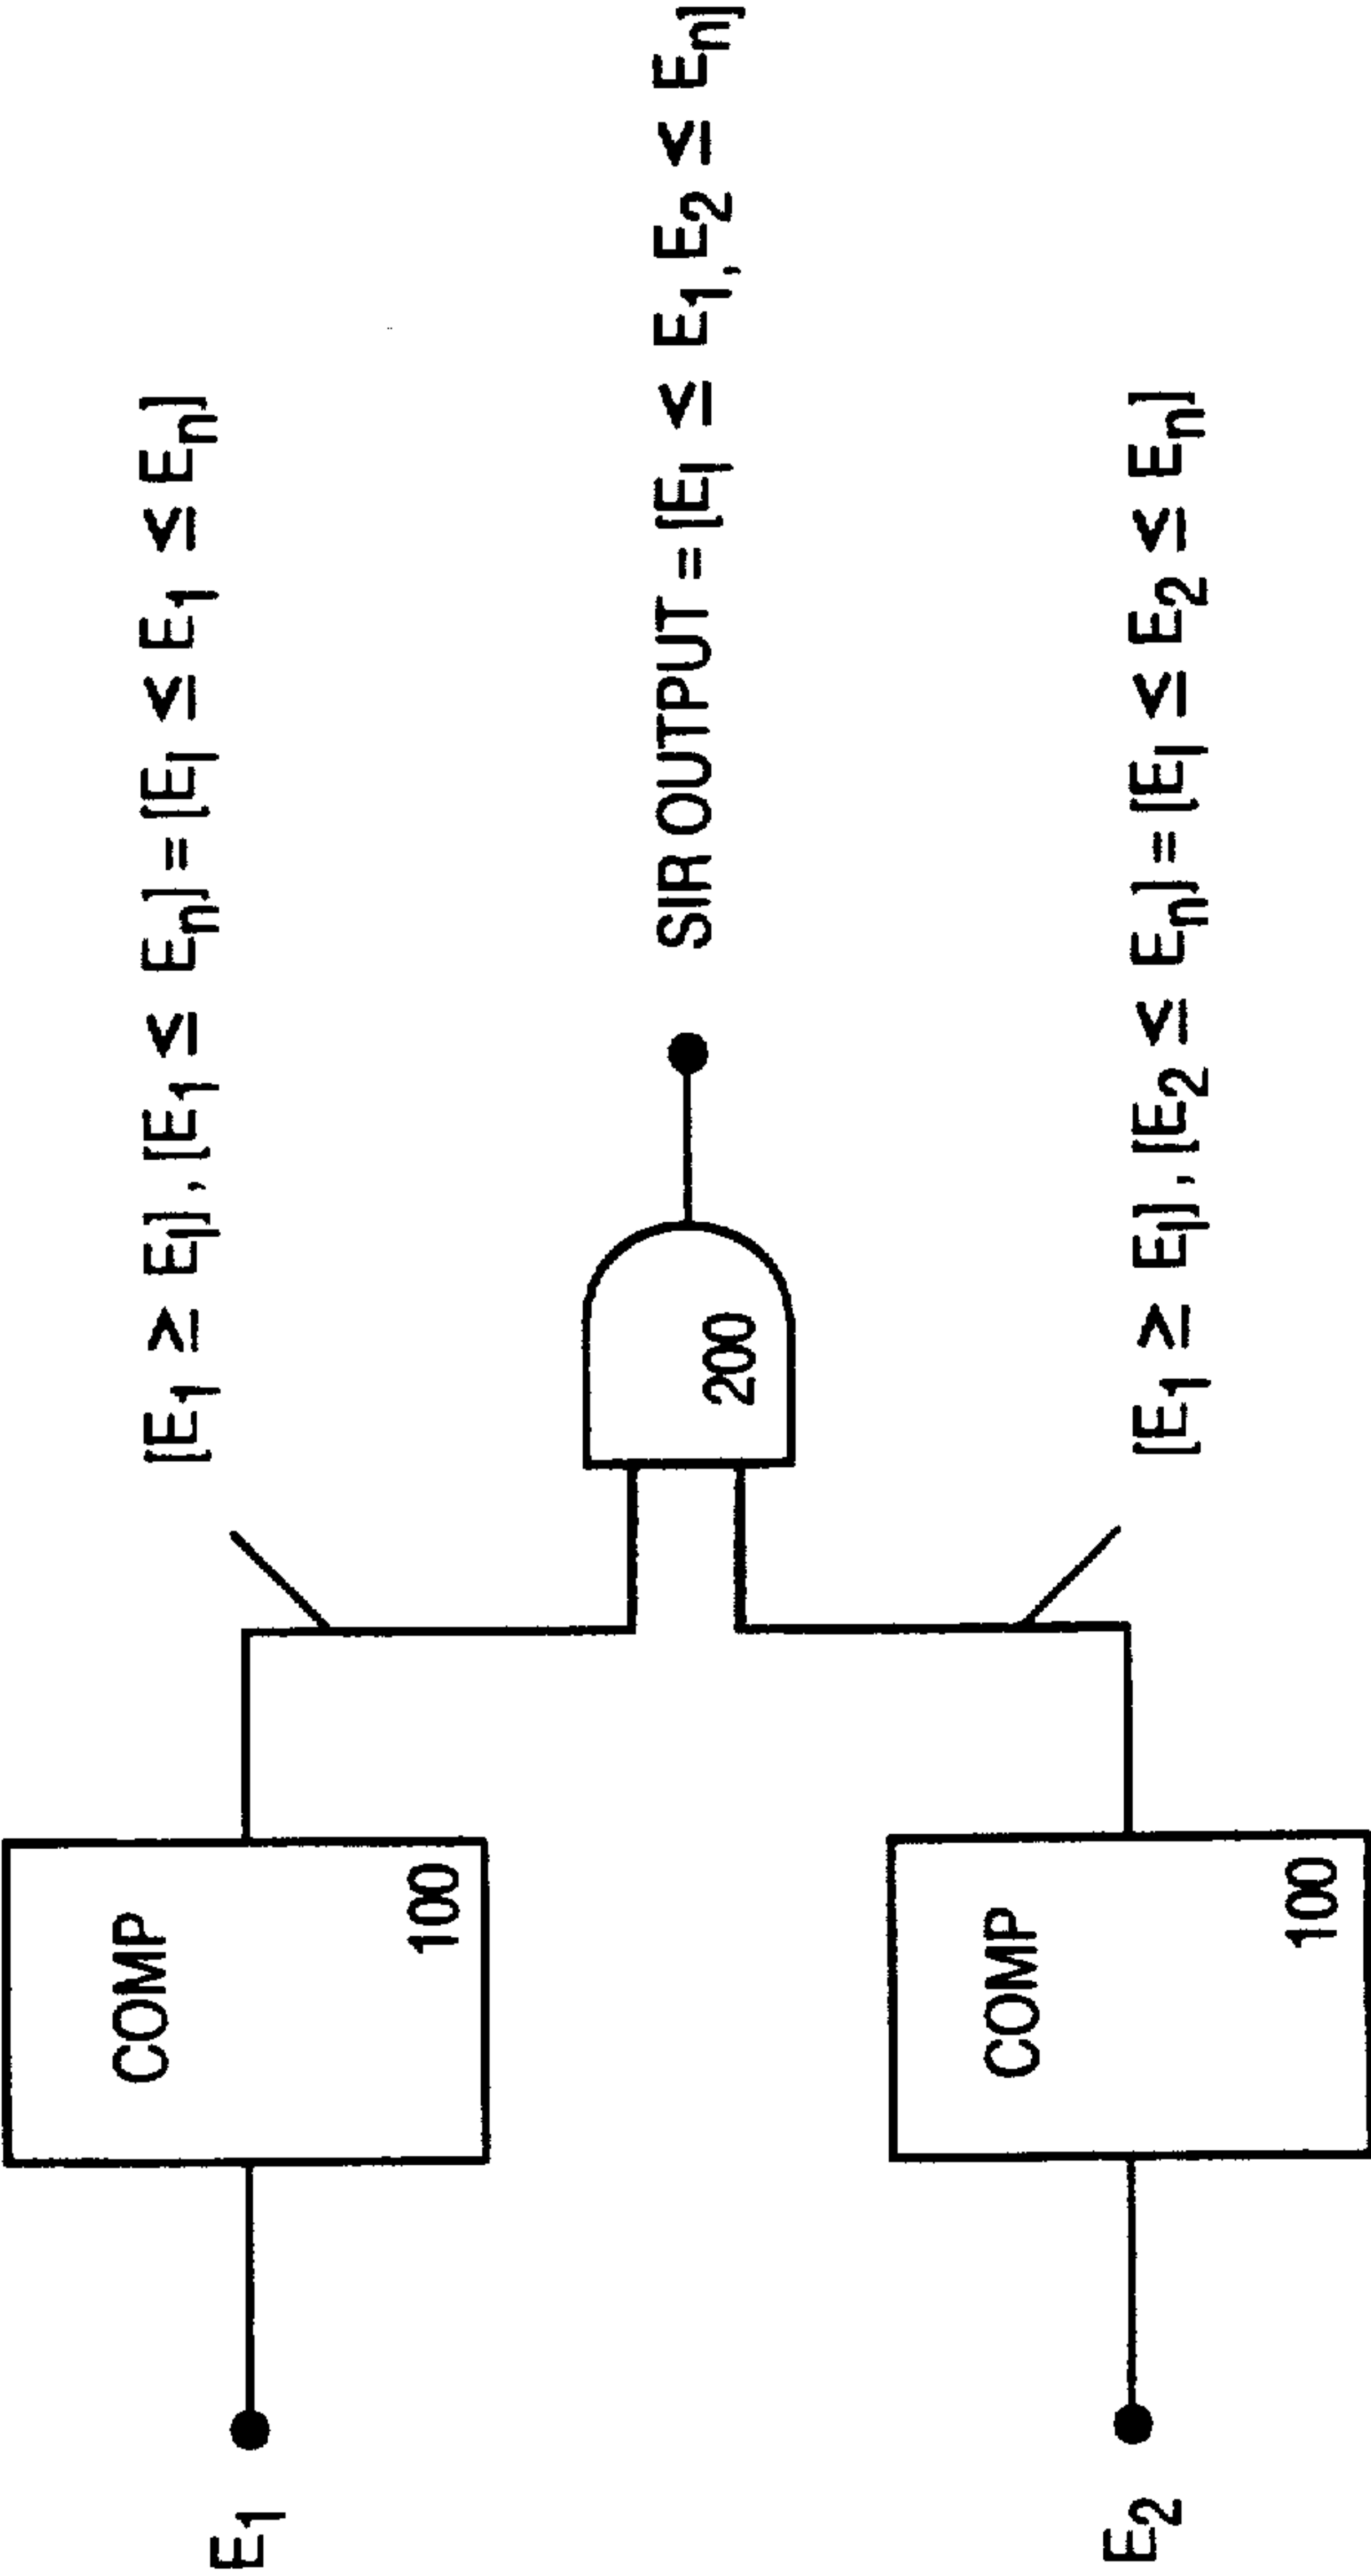 E₁
COMP
100
[E₁ ≥ Eₗ], [E₁ ≤ Eₙ] = [Eₗ ≤ E₁ ≤ Eₙ]
200
SIR OUTPUT = [Eₗ ≤ E₁, E₂ ≤ Eₙ]
E₂
COMP
100
[E₁ ≥ Eₗ], [E₂ ≤ Eₙ] = [Eₗ ≤ E₂ ≤ Eₙ]